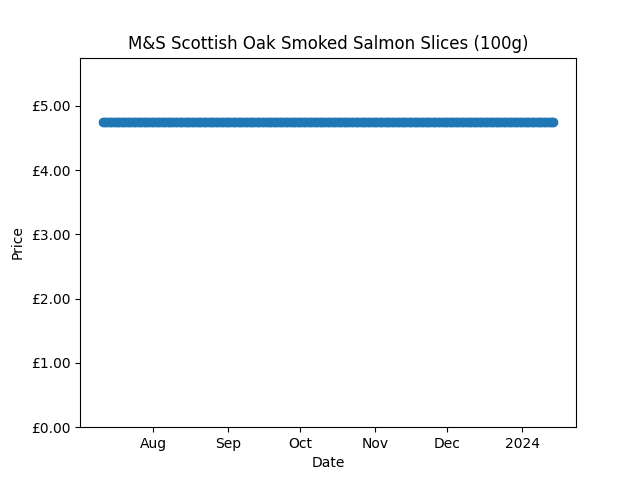 M&S Scottish Oak Smoked Salmon Slices (100g)
£5.00
£4.00
£3.00
£2.00
£1.00
£0.00
Price
Aug Sep Oct Nov Dec 2024
Date